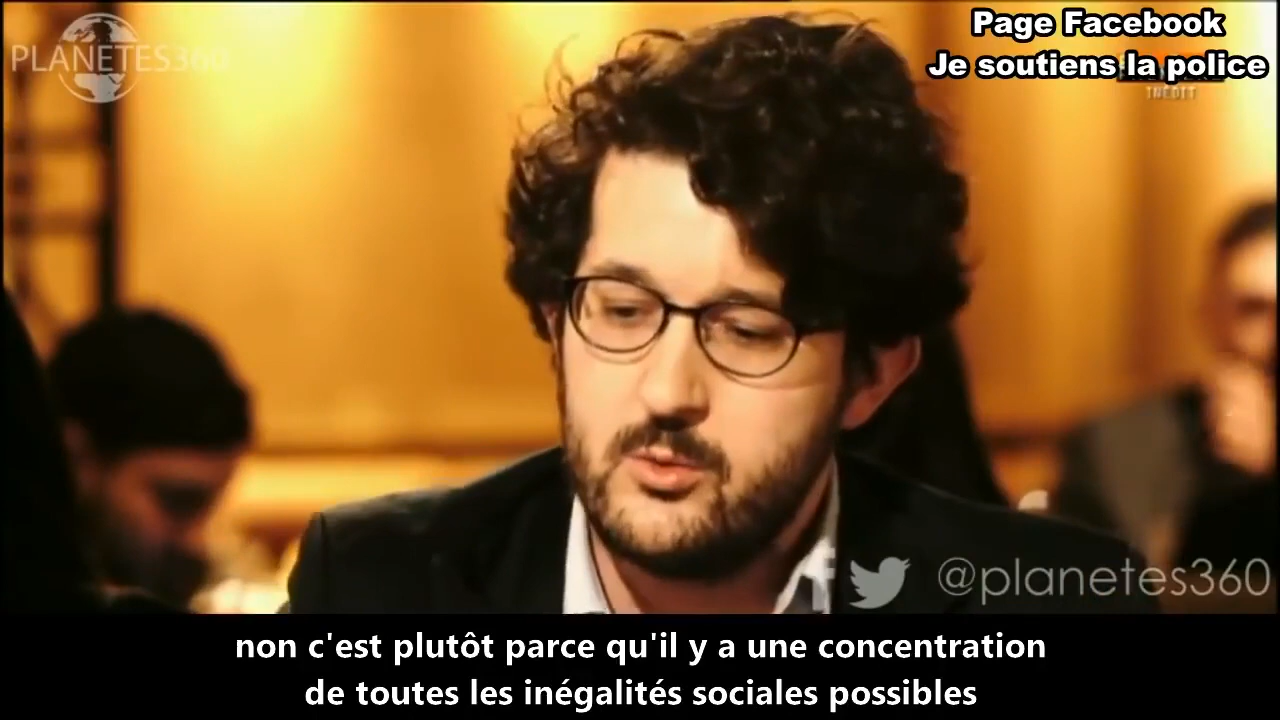 PLANETES360
Page Facebook
Je soutiens la police
INÉDIT
@planetes360
non c'est plutôt parce qu'il y a une concentration
de toutes les inégalités sociales possibles